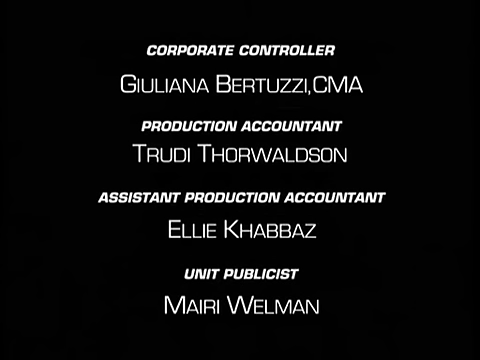 CORPORATE CONTROLLER
GIULIANA BERTUZZI,CMA
PRODUCTION ACCOUNTANT
TRUDI THORWALDSON
ASSISTANT PRODUCTION ACCOUNTANT
ELLIE KHABBAZ
UNIT PUBLICIST
MAIRI WELMAN